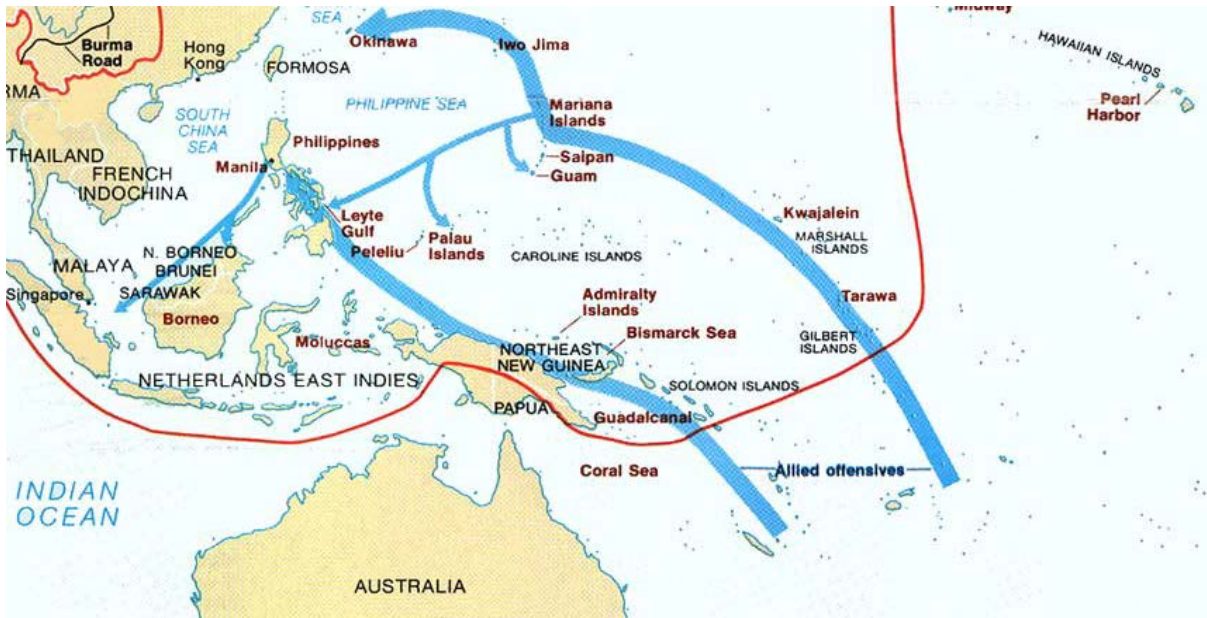 SEA
Midway
Burma
Road
Hong
Kong
Okinawa
Iwo Jima
HAWAIIAN ISLANDS
FORMOSA
RMA
PHILIPPINE SEA
Mariana
Islands
Pearl
Harbor
SOUTH
CHINA
SEA
Philippines
THAILAND
Manila
Saipan
Guam
FRENCH
INDOCHINA
Leyte
Gulf
Kwajalein
MARSHALL
ISLANDS
Peleliu
Palau
Islands
CAROLINE ISLANDS
N. BORNEO
BRUNEI
MALAYA
Singapore
SARAWAK
Borneo
Admiralty
Islands
Tarawa
Bismarck Sea
Moluccas
GILBERT
ISLANDS
NORTHEAST
NEW GUINEA
NETHERLANDS EAST INDIES
SOLOMON ISLANDS
PAPUA
Guadalcanal
Coral Sea
Allied offensives
INDIAN
OCEAN
AUSTRALIA